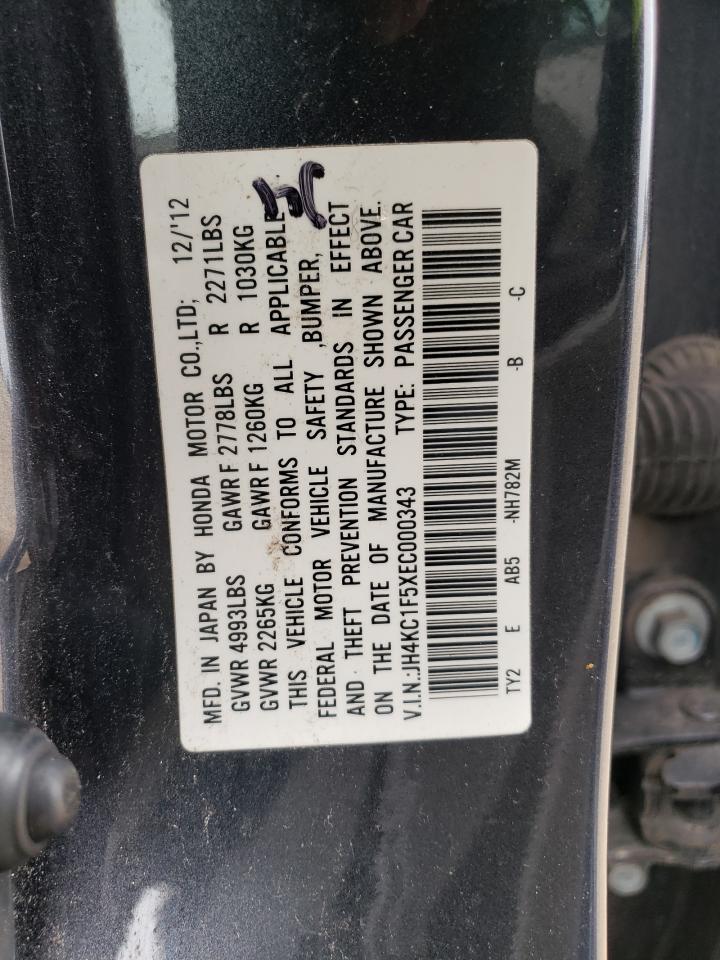 MFD. IN JAPAN BY HONDA MOTOR CO.,LTD; 12/'12
GVWR 4993LBS GAWR F 2778LBS R 2271LBS
GVWR 2265KG GAWR F 1260KG R 1030KG
THIS VEHICLE CONFORMS TO ALL APPLICABLE
FEDERAL MOTOR VEHICLE SAFETY ,BUMPER,
AND THEFT PREVENTION STANDARDS IN EFFECT
ON THE DATE OF MANUFACTURE SHOWN ABOVE.
V.I.N.:JH4KC1F5XEC000343 TYPE: PASSENGER CAR
TY2 E AB5 -NH782M -B -C